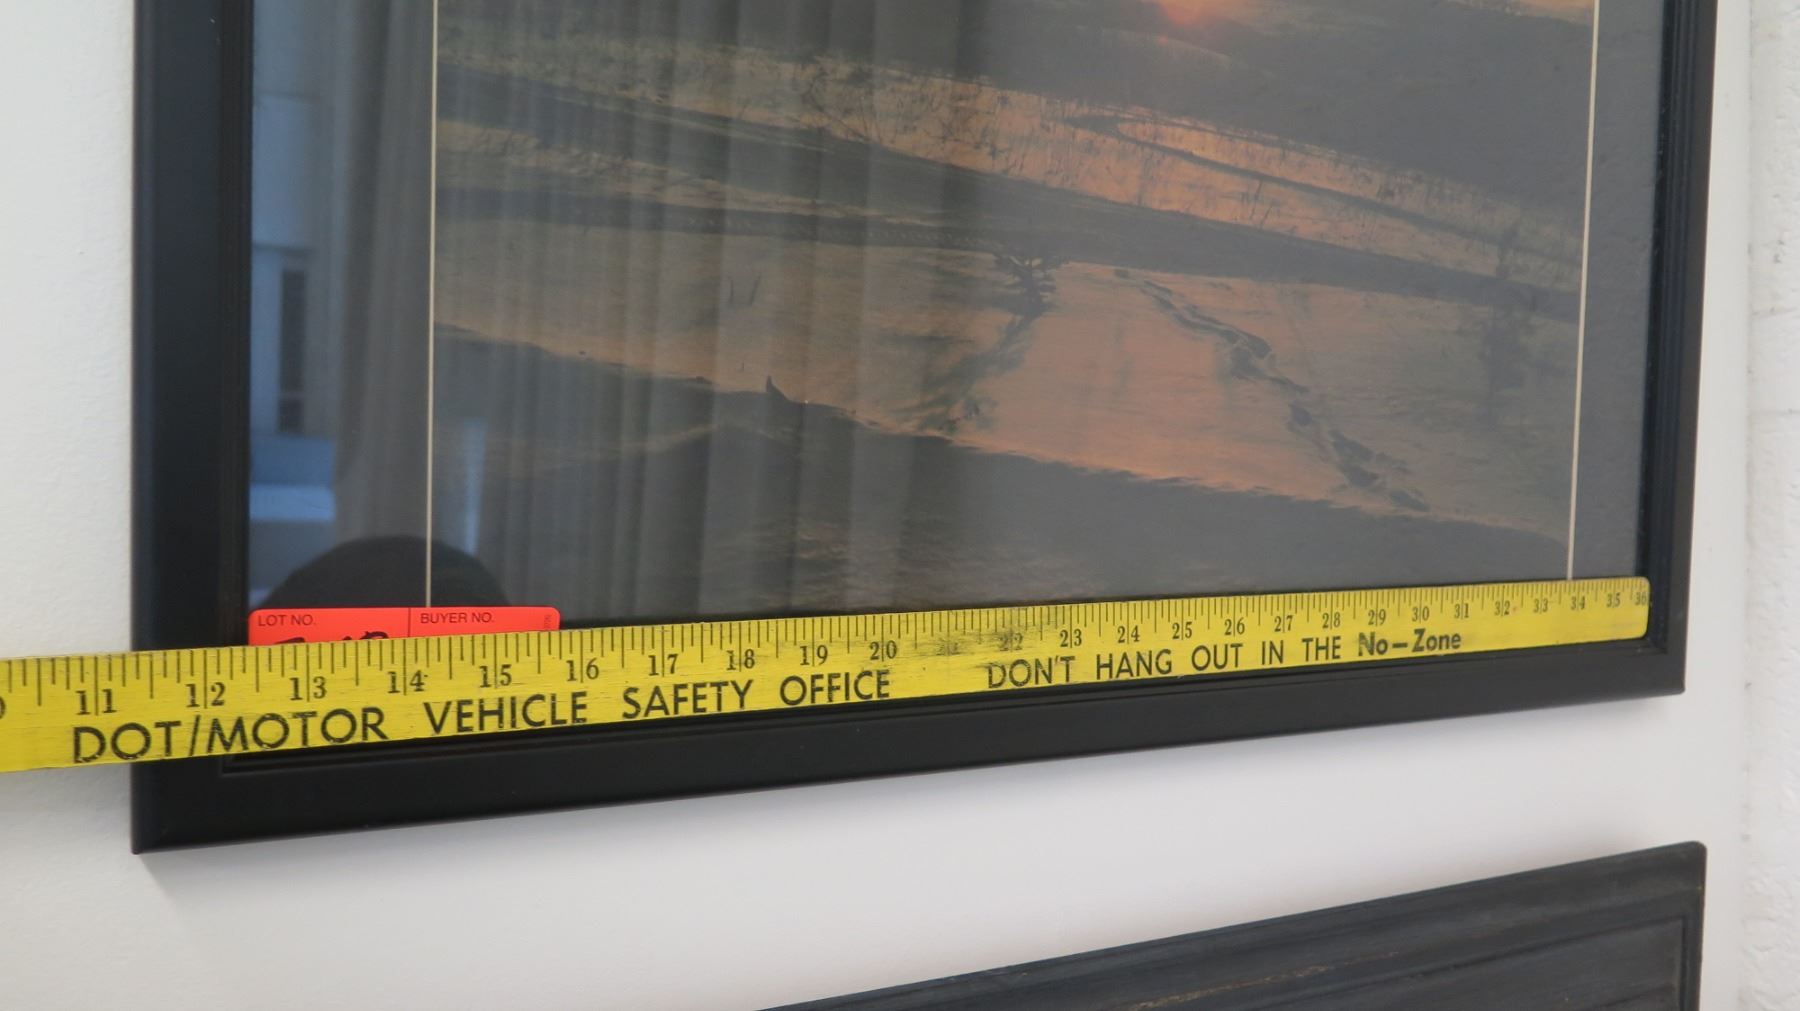 LOT NO. BUYER NO.
11 12 13 14 15 16 17 18 19 20 22 23 24 25 26 27 28 29 30 31 32 33 34 35 36
DOT/MOTOR VEHICLE SAFETY OFFICE DON'T HANG OUT IN THE No-Zone